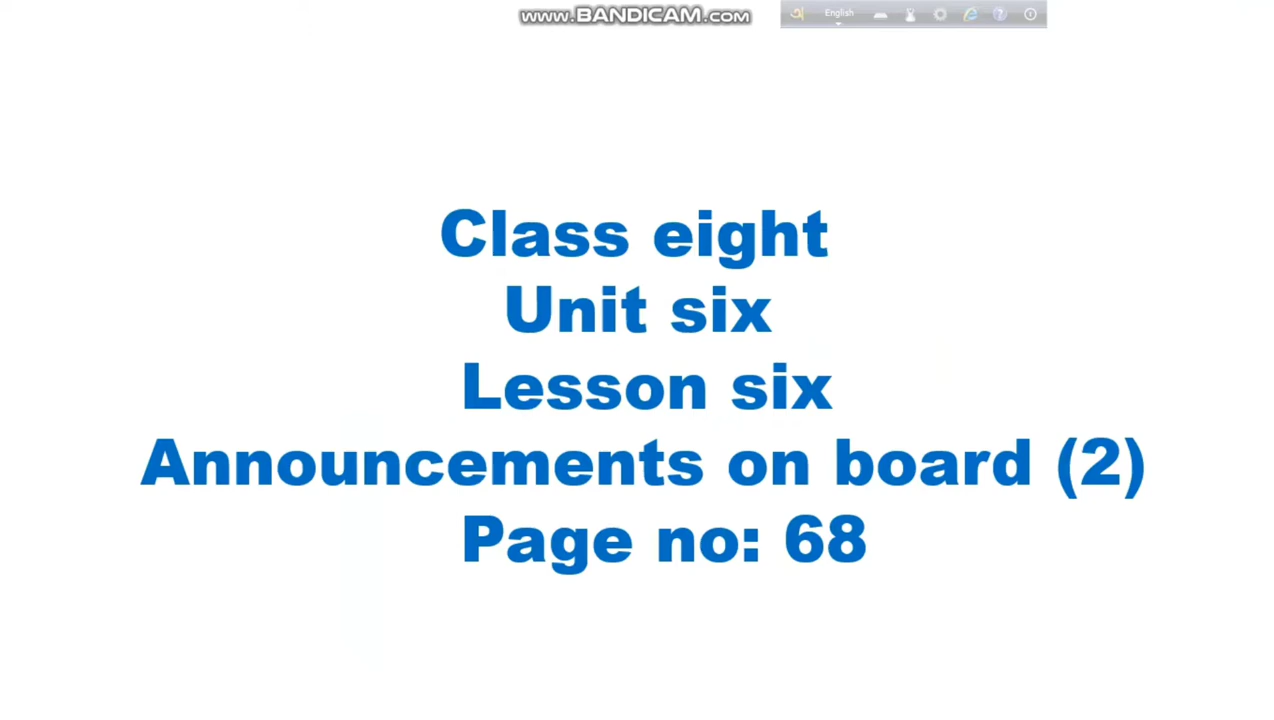 www.BANDICAM.com
অ English
Class eight
Unit six
Lesson six
Announcements on board (2)
Page no: 68